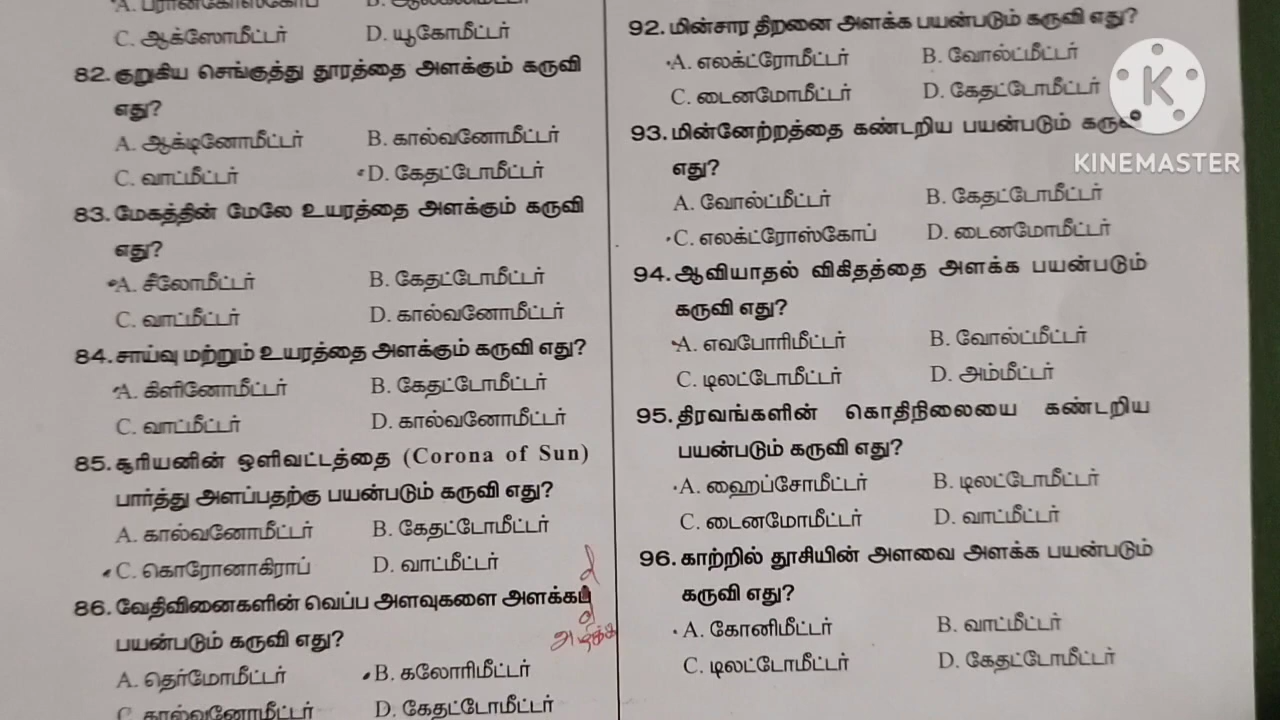 C. ஆக்ஸோமீட்டர் D. யூகோமீட்டர்
82. குறுகிய செங்குத்து தூரத்தை அளக்கும் கருவி
எது?
A. ஆக்டினோமீட்டர் B. கால்வனோமீட்டர்
C. வாட்மீட்டர் D. கேதட்டோமீட்டர்
83. மேகத்தின் மேலே உயரத்தை அளக்கும் கருவி
எது?
A. சீலோமீட்டர் B. கேதட்டோமீட்டர்
C. வாட்மீட்டர் D. கால்வனோமீட்டர்
84. சாய்வு மற்றும் உயரத்தை அளக்கும் கருவி எது?
A. கிளினோமீட்டர் B. கேதட்டோமீட்டர்
C. வாட்மீட்டர் D. கால்வனோமீட்டர்
85. சூரியனின் ஒளிவட்டத்தை (Corona of Sun)
பார்த்து அளப்பதற்கு பயன்படும் கருவி எது?
A. கால்வனோமீட்டர் B. கேதட்டோமீட்டர்
C. கொரோனாகிராப் D. வாட்மீட்டர்
86. வேதிவினைகளின் வெப்ப அளவுகளை அளக்கப்
பயன்படும் கருவி எது?
A. தெர்மோமீட்டர் B. கலோரிமீட்டர்
C. கால்வனோமீட்டர் D. கேதட்டோமீட்டர்
92. மின்சார திறனை அளக்க பயன்படும் கருவி எது?
A. எலக்ட்ரோமீட்டர் B. வோல்ட்மீட்டர்
C. டைனமோமீட்டர் D. கேதட்டோமீட்டர்
93. மின்னேற்றத்தை கண்டறிய பயன்படும் கருவி
எது?
A. வோல்ட்மீட்டர் B. கேதட்டோமீட்டர்
C. எலக்ட்ரோஸ்கோப் D. டைனமோமீட்டர்
94. ஆவியாதல் விகிதத்தை அளக்க பயன்படும்
கருவி எது?
A. எவபோரிமீட்டர் B. வோல்ட்மீட்டர்
C. டிலட்டோமீட்டர் D. அம்மீட்டர்
95. திரவங்களின் கொதிநிலையை கண்டறிய
பயன்படும் கருவி எது?
A. ஹைப்சோமீட்டர் B. டிலட்டோமீட்டர்
C. டைனமோமீட்டர் D. வாட்மீட்டர்
96. காற்றில் தூசியின் அளவை அளக்க பயன்படும்
கருவி எது?
A. கோனிமீட்டர் B. வாட்மீட்டர்
C. டிலட்டோமீட்டர் D. கேதட்டோமீட்டர்
K
KINEMASTER